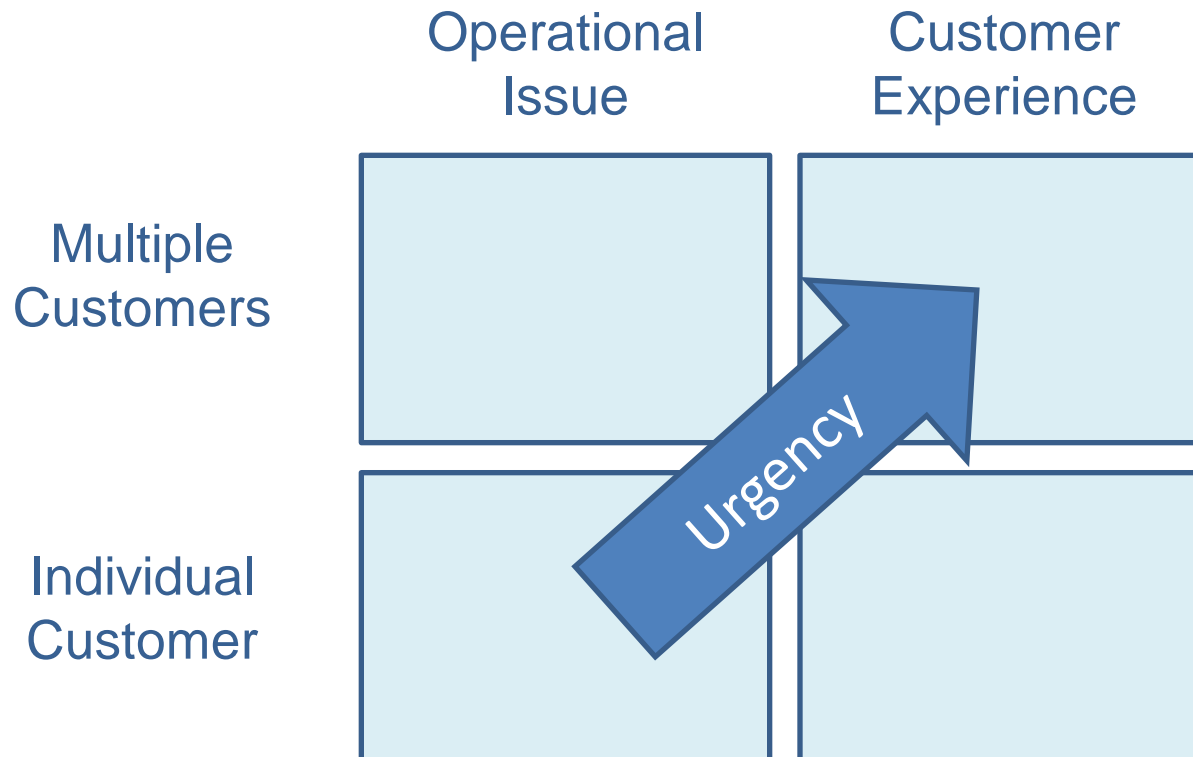 Operational
Issue
Customer
Experience
Multiple
Customers
Urgency
Individual
Customer